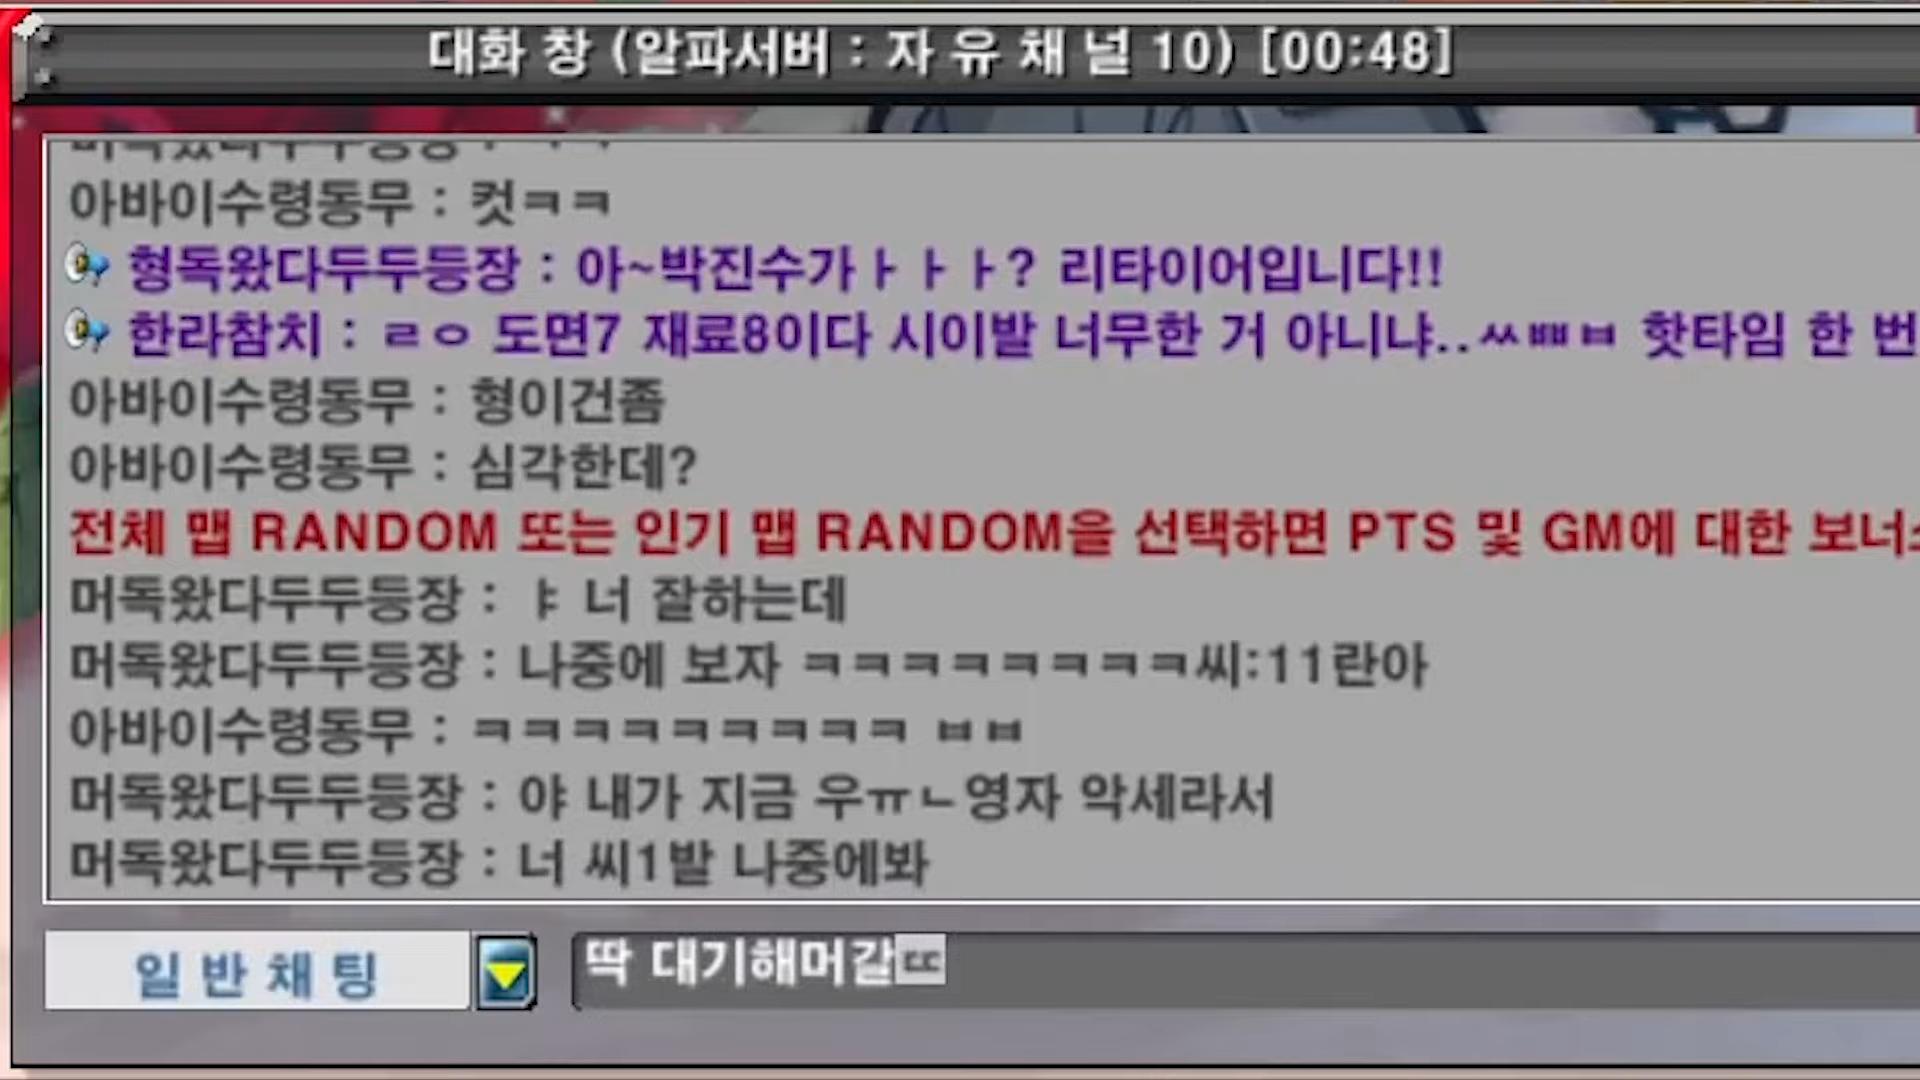 대화 창 (알파서버 : 자 유 채 널 10) [00:48]
머독왔다두두등장 :
아바이수령동무 : 컷ㅋㅋ
형독왔다두두등장 : 아~박진수가ㅏㅏㅏ? 리타이어입니다!!
한라참치 : ㄹㅇ 도면7 재료8이다 시이발 너무한 거 아니냐..ㅆㅃㅂ 핫타임 한 번
아바이수령동무 : 형이건좀
아바이수령동무 : 심각한데?
전체 맵 RANDOM 또는 인기 맵 RANDOM을 선택하면 PTS 및 GM에 대한 보너스
머독왔다두두등장 : ㅑ 너 잘하는데
머독왔다두두등장 : 나중에 보자 ㅋㅋㅋㅋㅋㅋㅋㅋ씨:11란아
아바이수령동무 : ㅋㅋㅋㅋㅋㅋㅋㅋㅋ ㅂㅂ
머독왔다두두등장 : 야 내가 지금 우ㅠㄴ영자 악세라서
머독왔다두두등장 : 너 씨1발 나중에봐
일 반 채 팅 딱 대기해머갈ㄸ